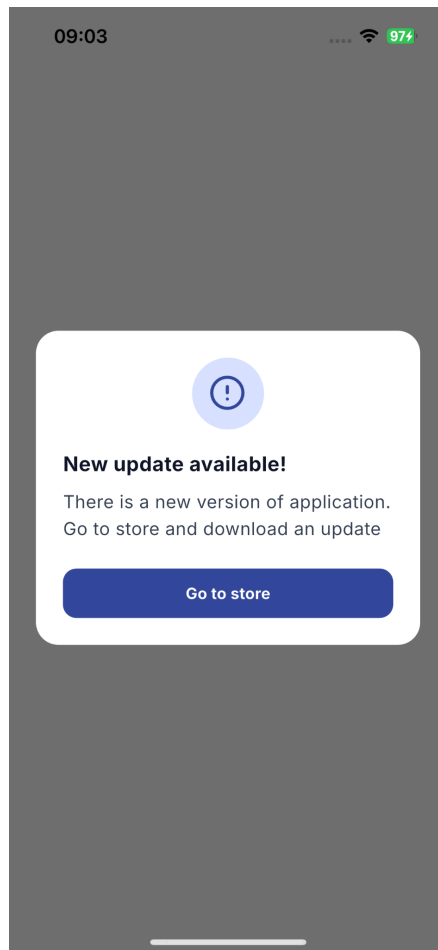 09:03
97
New update available!
There is a new version of application.
Go to store and download an update
Go to store